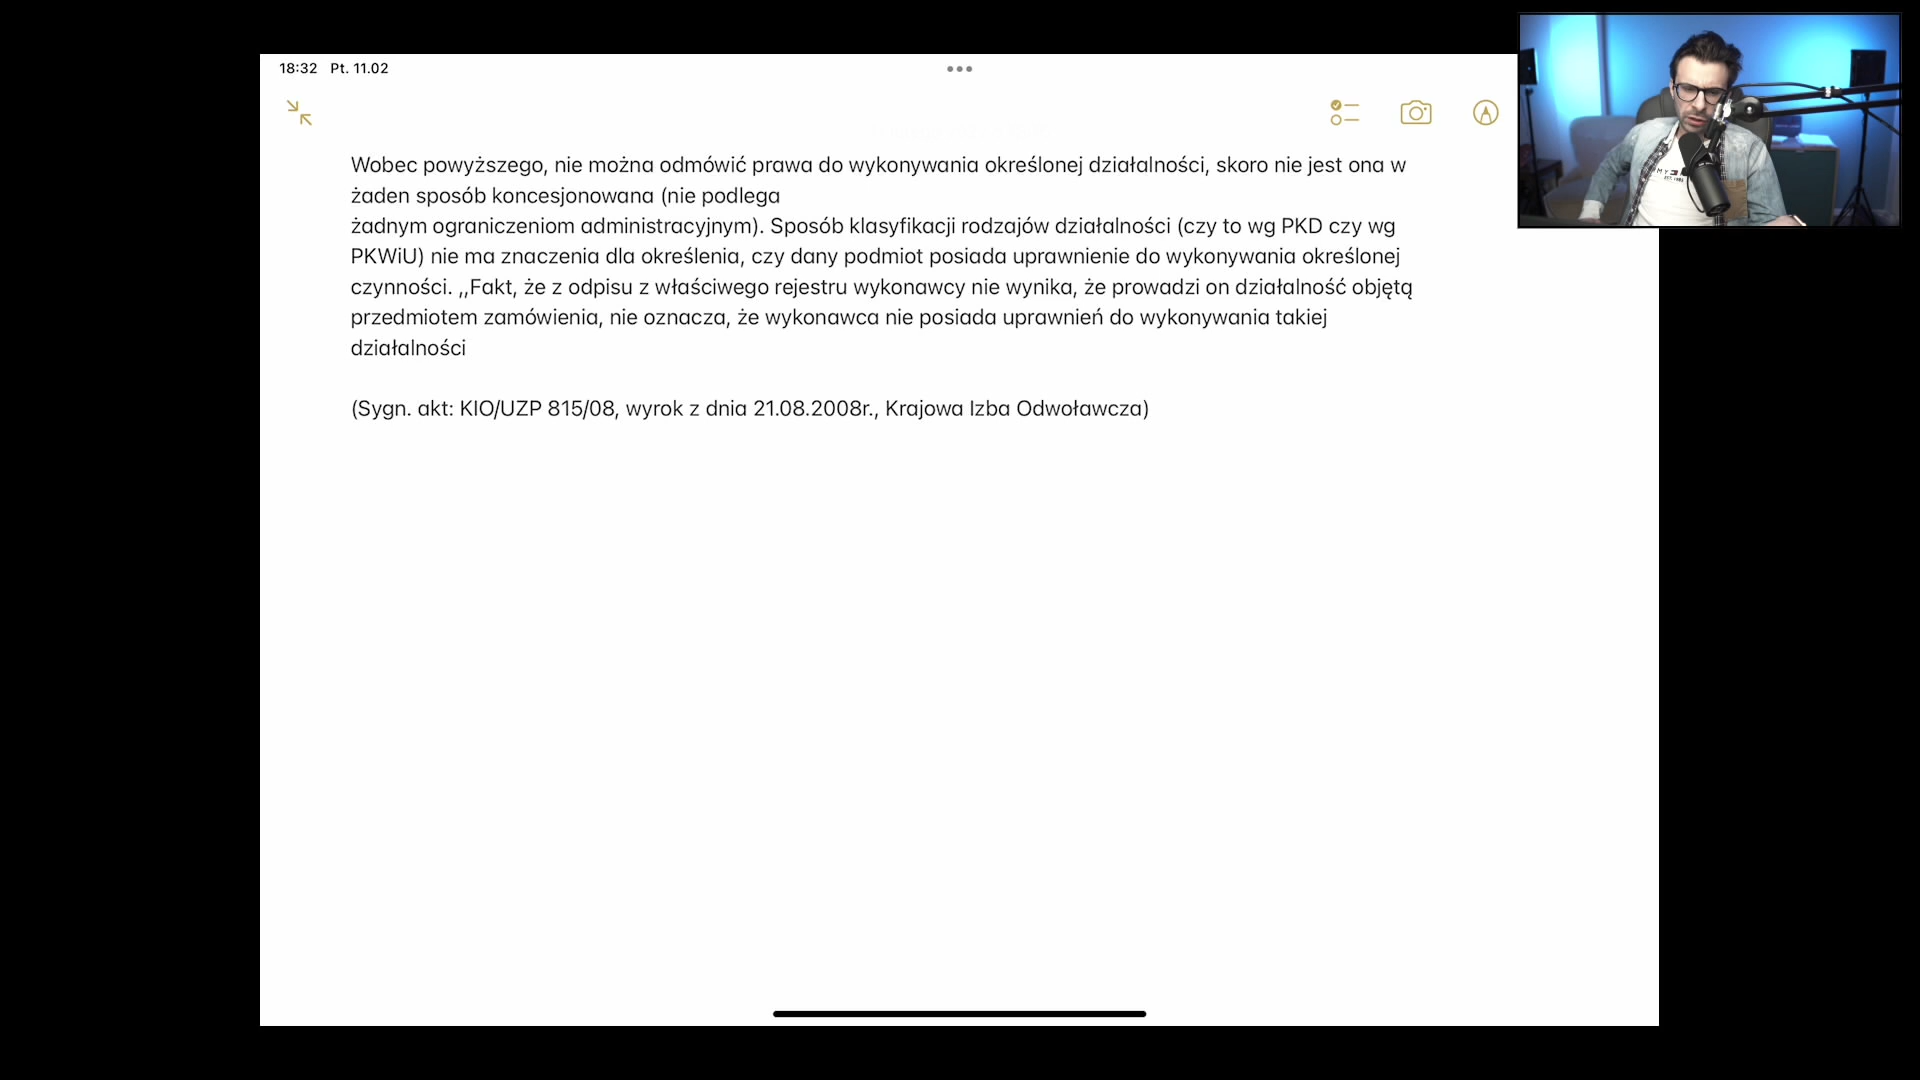 18:32 Pt. 11.02
Wobec powyższego, nie można odmówić prawa do wykonywania określonej działalności, skoro nie jest ona w
żaden sposób koncesjonowana (nie podlega
żadnym ograniczeniom administracyjnym). Sposób klasyfikacji rodzajów działalności (czy to wg PKD czy wg
PKWiU) nie ma znaczenia dla określenia, czy dany podmiot posiada uprawnienie do wykonywania określonej
czynności. ,,Fakt, że z odpisu z właściwego rejestru wykonawcy nie wynika, że prowadzi on działalność objętą
przedmiotem zamówienia, nie oznacza, że wykonawca nie posiada uprawnień do wykonywania takiej
działalności
(Sygn. akt: KIO/UZP 815/08, wyrok z dnia 21.08.2008r., Krajowa Izba Odwoławcza)